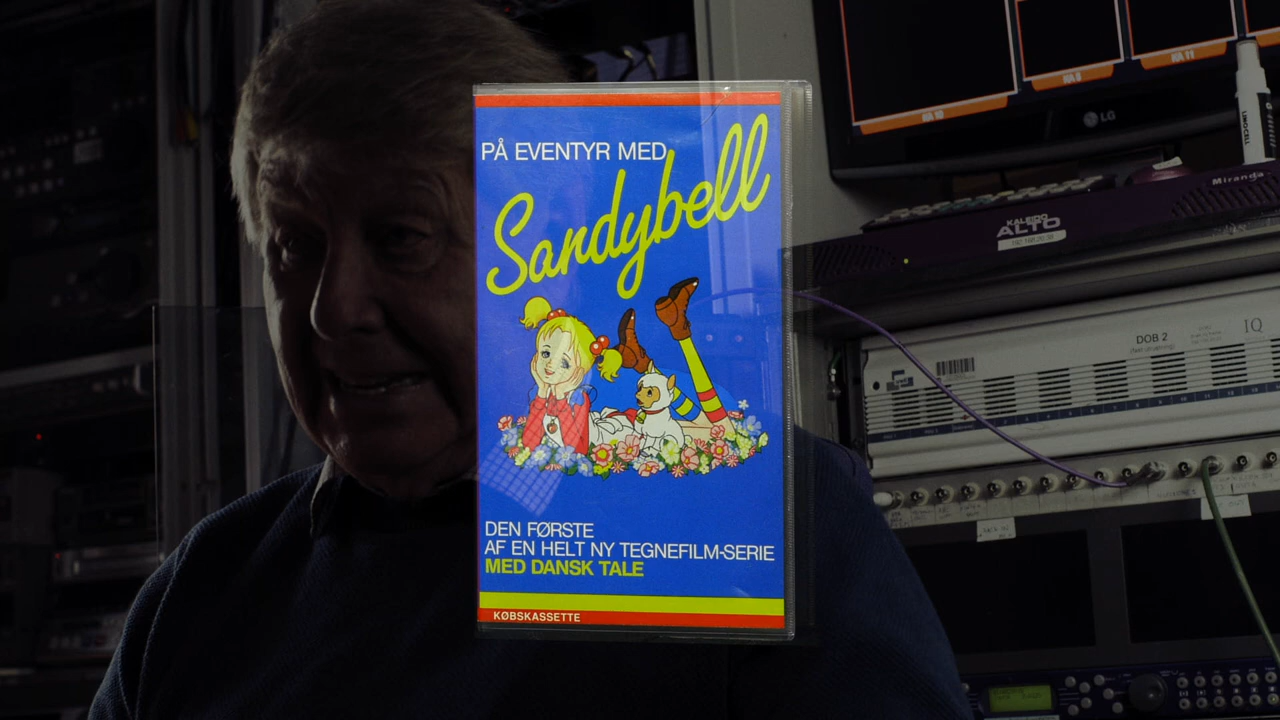 PÅ EVENTYR MED
Sandybell
DEN FØRSTE
AF EN HELT NY TEGNEFILM-SERIE
MED DANSK TALE
KØBSKASSETTE
LG
Miranda
KALEIDO
ALTO
DOB 2
IQ